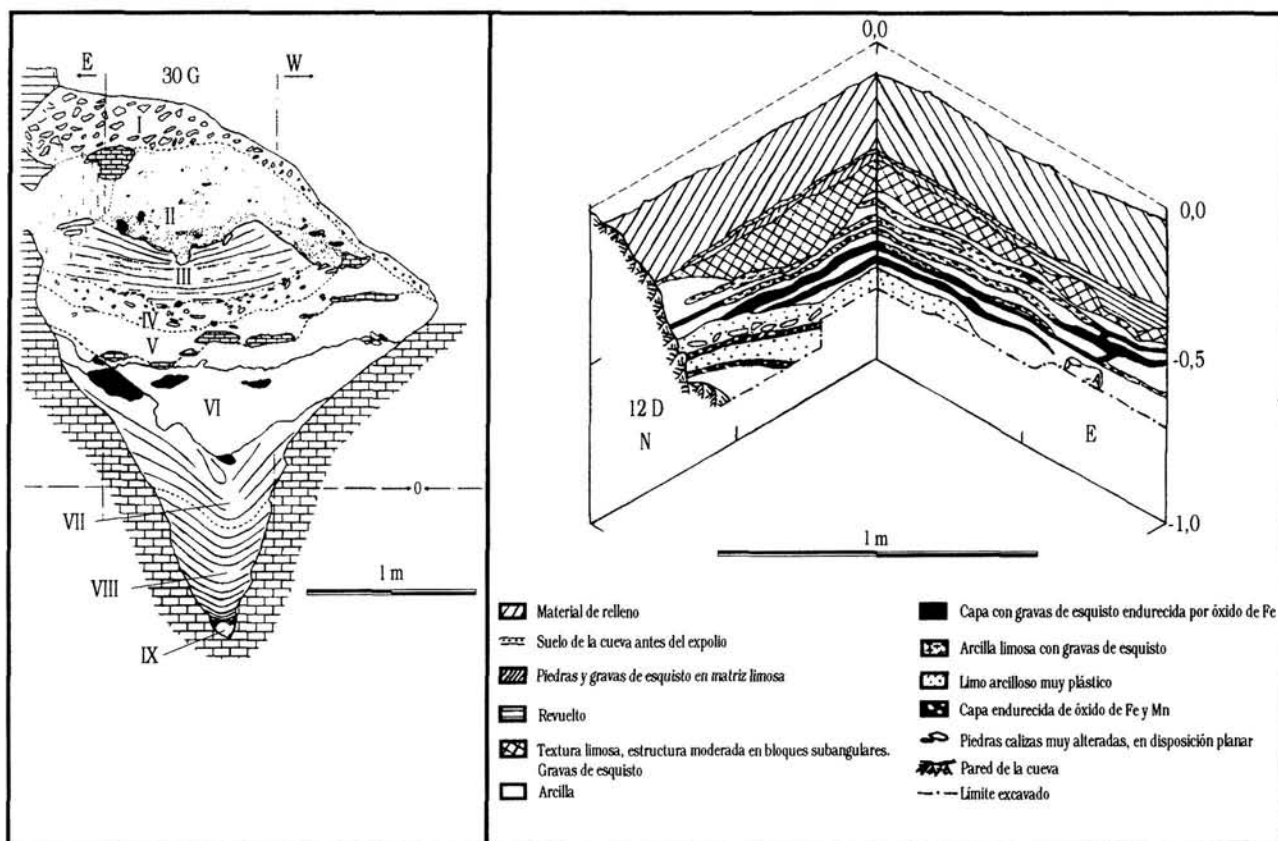 E
W
30 G
I
II
III
IV
V
VI
0
VII
VIII
1 m
IX
0,0
0,0
-0,5
12 D
N
E
-1,0
1 m
Material de relleno
Suelo de la cueva antes del expolio
Piedras y gravas de esquisto en matriz limosa
Revuelto
Textura limosa, estructura moderada en bloques subangulares.
Gravas de esquisto
Arcilla
Capa con gravas de esquisto endurecida por óxido de Fe
Arcilla limosa con gravas de esquisto
Limo arcilloso muy plástico
Capa endurecida de óxido de Fe y Mn
Piedras calizas muy alteradas, en disposición planar
Pared de la cueva
Límite excavado